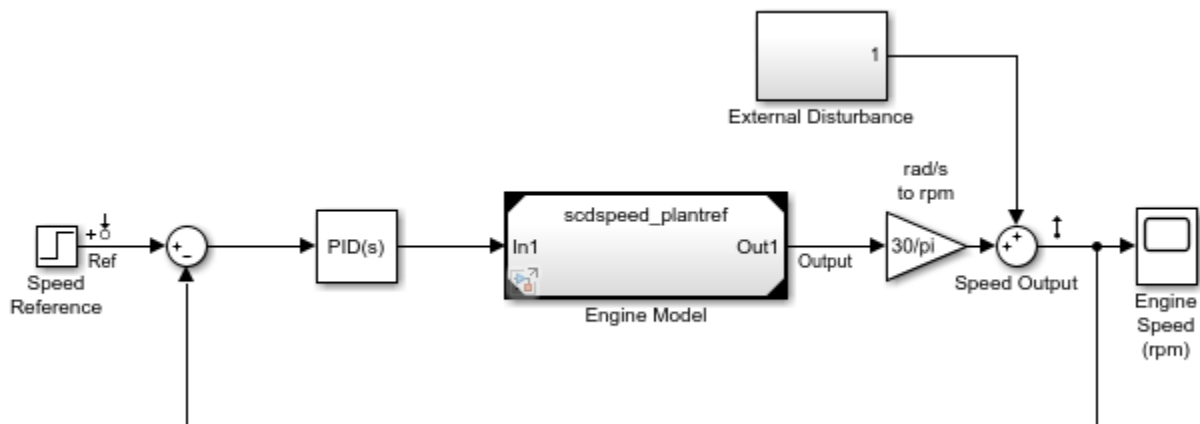 1
External Disturbance
rad/s
to rpm
scdspeed_plantref
+
Ref
+
-
PID(s)
In1
Out1
Output
30/pi
+
+
Speed
Reference
Speed Output
Engine Model
Engine
Speed
(rpm)